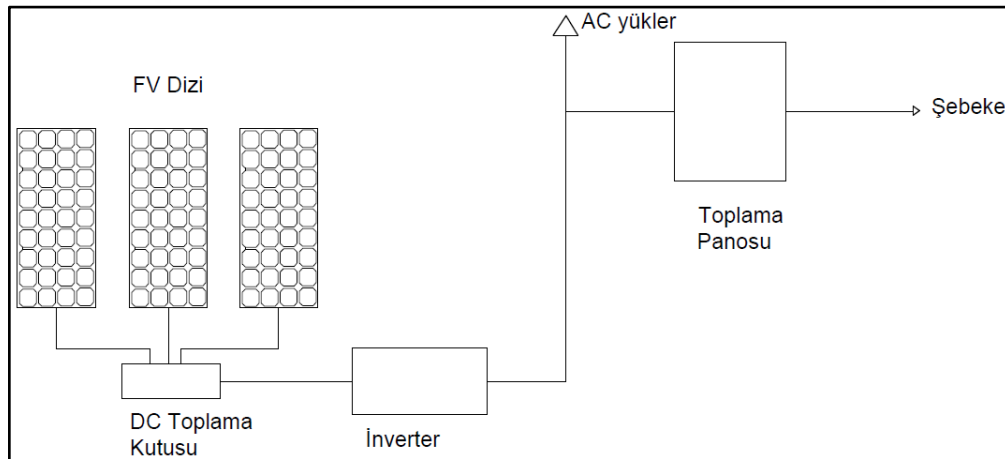 AC yükler
FV Dizi
Şebeke
Toplama
Panosu
DC Toplama
Kutusu
İnverter